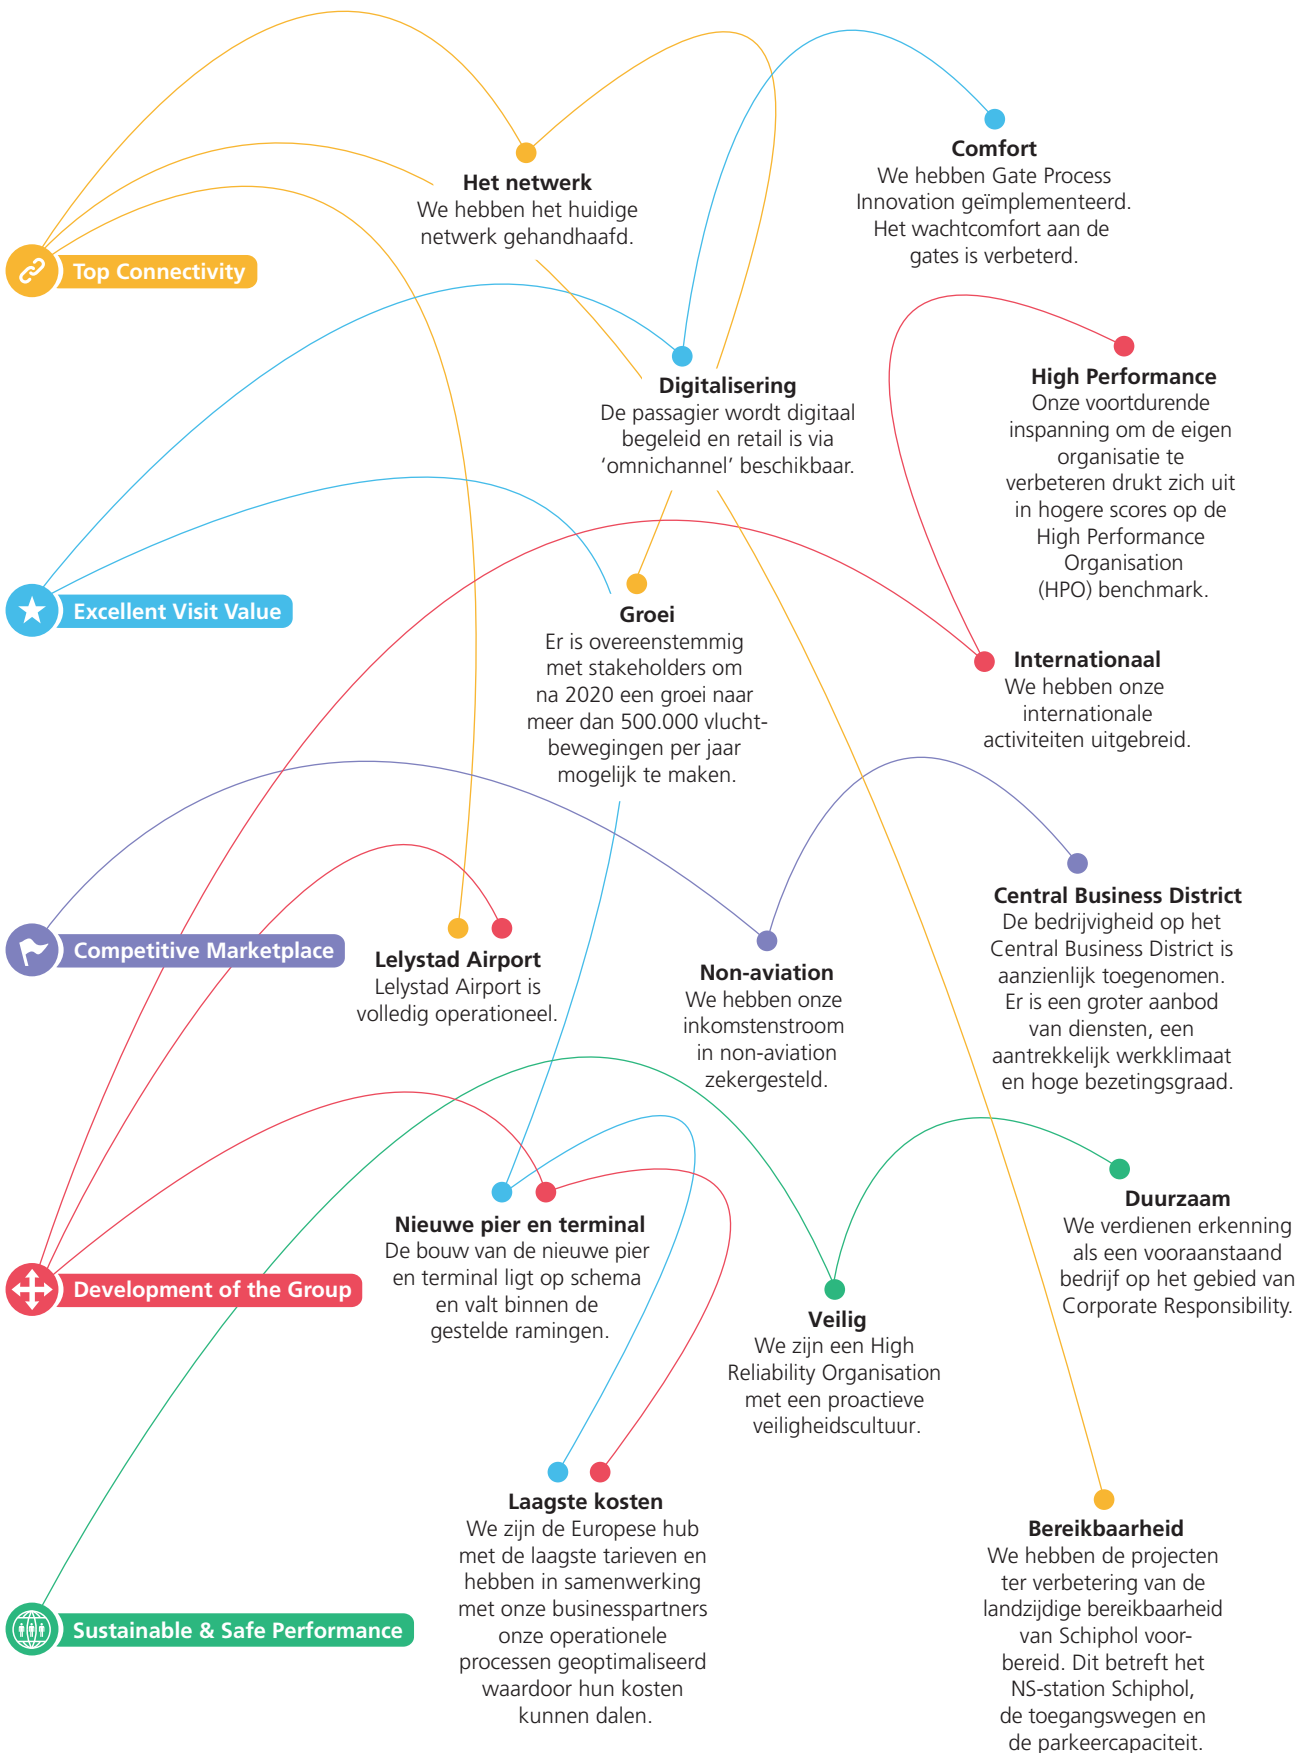 Comfort
We hebben Gate Process
Innovation geïmplementeerd.
Het wachtcomfort aan de
gates is verbeterd.
Het netwerk
We hebben het huidige
netwerk gehandhaafd.
Top Connectivity
High Performance
Onze voortdurende
inspanning om de eigen
organisatie te
verbeteren drukt zich uit
in hogere scores op de
High Performance
Organisation
(HPO) benchmark.
Digitalisering
De passagier wordt digitaal
begeleid en retail is via
‘omnichannel’ beschikbaar.
Excellent Visit Value
Groei
Er is overeenstemmig
met stakeholders om
na 2020 een groei naar
meer dan 500.000 vlucht-
bewegingen per jaar
mogelijk te maken.
Internationaal
We hebben onze
internationale
activiteiten uitgebreid.
Central Business District
De bedrijvigheid op het
Central Business District is
aanzienlijk toegenomen.
Er is een groter aanbod
van diensten, een
aantrekkelijk werkklimaat
en hoge bezetingsgraad.
Competitive Marketplace
Lelystad Airport
Lelystad Airport is
volledig operationeel.
Non-aviation
We hebben onze
inkomstenstroom
in non-aviation
zekergesteld.
Duurzaam
We verdienen erkenning
als een vooraanstaand
bedrijf op het gebied van
Corporate Responsibility.
Nieuwe pier en terminal
De bouw van de nieuwe pier
en terminal ligt op schema
en valt binnen de
gestelde ramingen.
Development of the Group
Veilig
We zijn een High
Reliability Organisation
met een proactieve
veiligheidscultuur.
Laagste kosten
We zijn de Europese hub
met de laagste tarieven en
hebben in samenwerking
met onze businesspartners
onze operationele
processen geoptimaliseerd
waardoor hun kosten
kunnen dalen.
Bereikbaarheid
We hebben de projecten
ter verbetering van de
landzijdige bereikbaarheid
van Schiphol voor-
bereid. Dit betreft het
NS-station Schiphol,
de toegangswegen en
de parkeercapaciteit.
Sustainable & Safe Performance